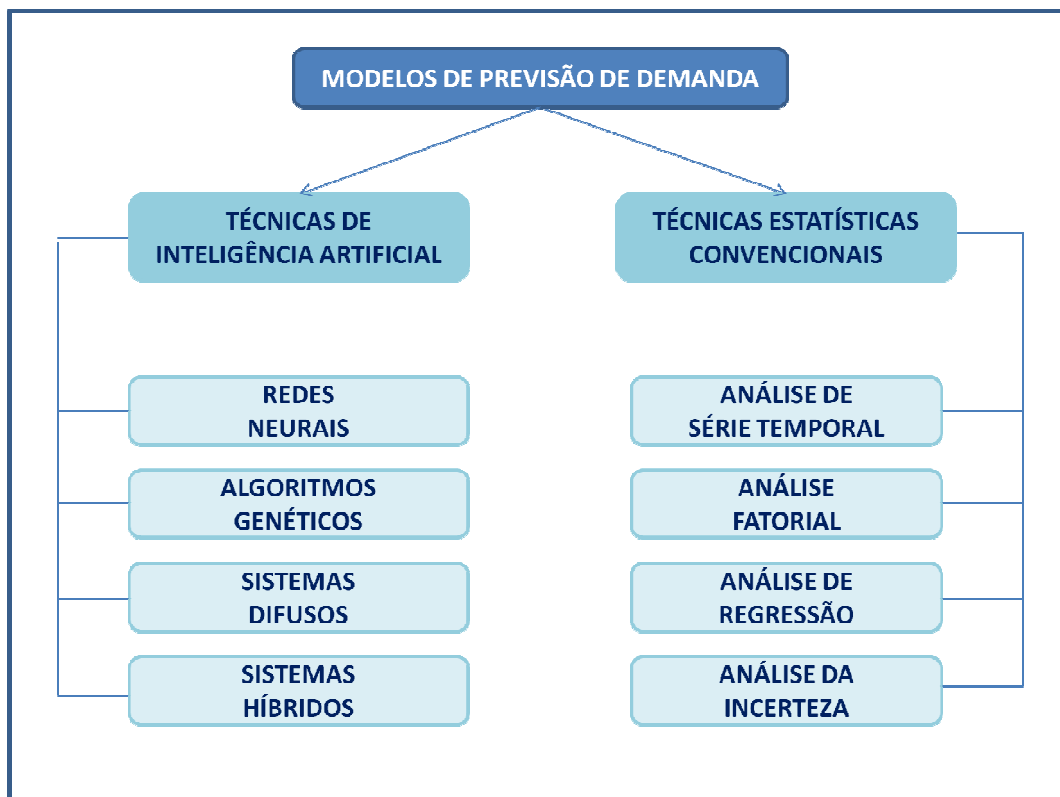 MODELOS DE PREVISÃO DE DEMANDA
TÉCNICAS DE
INTELIGÊNCIA ARTIFICIAL
REDES
NEURAIS
ALGORITMOS
GENÉTICOS
SISTEMAS
DIFUSOS
SISTEMAS
HÍBRIDOS
TÉCNICAS ESTATÍSTICAS
CONVENCIONAIS
ANÁLISE DE
SÉRIE TEMPORAL
ANÁLISE
FATORIAL
ANÁLISE DE
REGRESSÃO
ANÁLISE DA
INCERTEZA